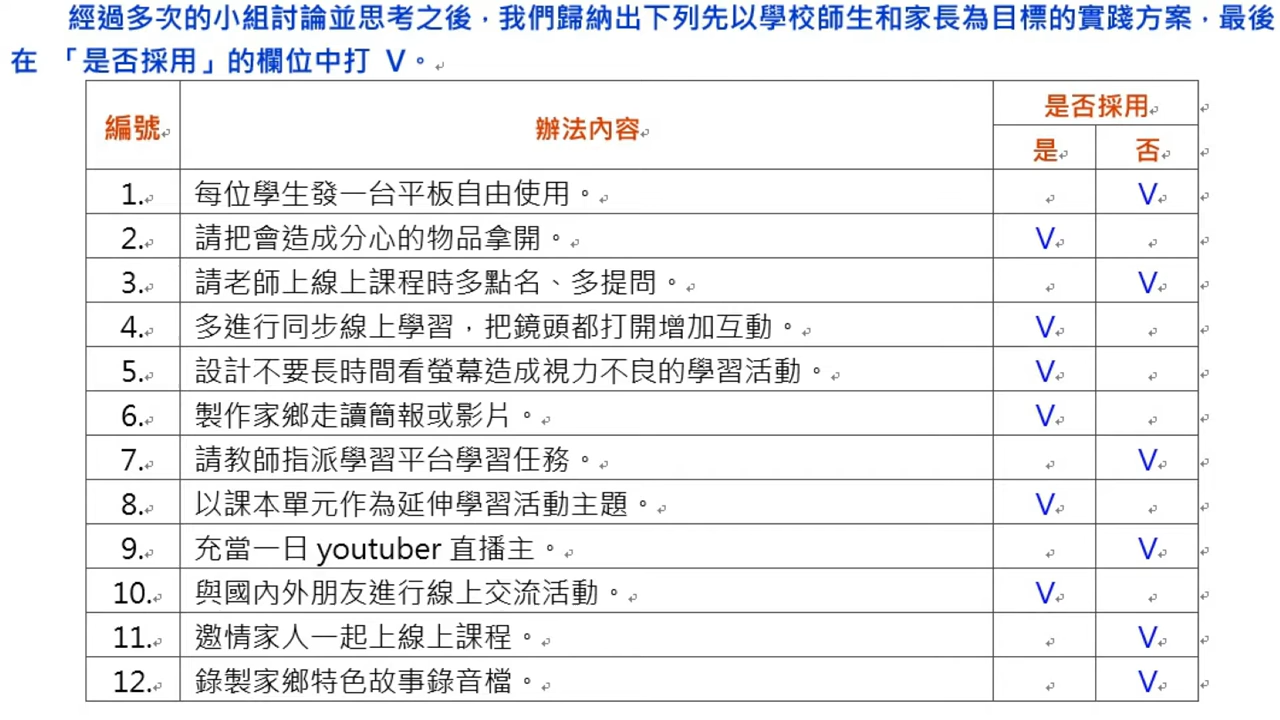 經過多次的小組討論並思考之後，我們歸納出下列先以學校師生和家長為目標的實踐方案，最後
在 「是否採用」的欄位中打 V。
編號 辦法內容 是否採用
是 否
1. 每位學生發一台平板自由使用。 V
2. 請把會造成分心的物品拿開。 V
3. 請老師上線上課程時多點名、多提問。 V
4. 多進行同步線上學習，把鏡頭都打開增加互動。 V
5. 設計不要長時間看螢幕造成視力不良的學習活動。 V
6. 製作家鄉走讀簡報或影片。 V
7. 請教師指派學習平台學習任務。 V
8. 以課本單元作為延伸學習活動主題。 V
9. 充當一日 youtuber 直播主。 V
10. 與國內外朋友進行線上交流活動。 V
11. 邀情家人一起上線上課程。 V
12. 錄製家鄉特色故事錄音檔。 V